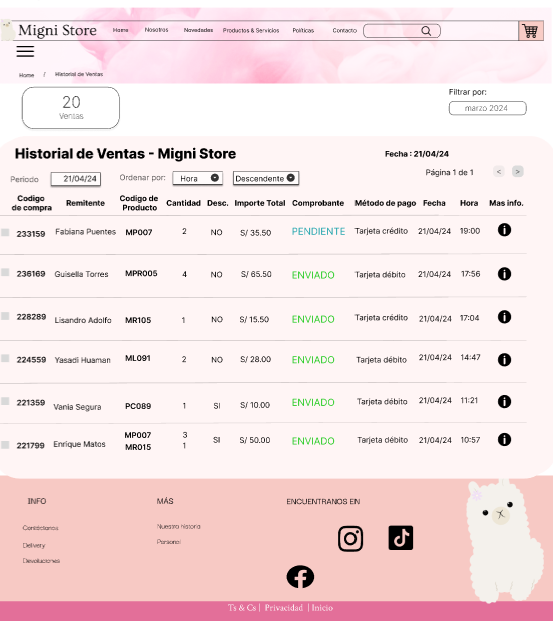 Migni Store Home Nosotros Novedades Productos & Servicios Políticas Contacto
Home / Historial de Ventas
20
Ventas
Filtrar por:
marzo 2024
Historial de Ventas - Migni Store
Fecha : 21/04/24
Página 1 de 1 < >
Periodo 21/04/24 Ordenar por: Hora Descendente
Codigo de compra Remitente Codigo de Producto Cantidad Desc. Importe Total Comprobante Método de pago Fecha Hora Mas info.
233159 Fabiana Puentes MP007 2 NO S/ 35.50 PENDIENTE Tarjeta crédito 21/04/24 19:00
236169 Guisella Torres MPR005 4 NO S/ 65.50 ENVIADO Tarjeta débito 21/04/24 17:56
228289 Lisandro Adolfo MR105 1 NO S/ 15.50 ENVIADO Tarjeta crédito 21/04/24 17:04
224559 Yasadi Huaman ML091 2 NO S/ 28.00 ENVIADO Tarjeta débito 21/04/24 14:47
221359 Vania Segura PC089 1 SI S/ 10.00 ENVIADO Tarjeta débito 21/04/24 11:21
221799 Enrique Matos MP007 MR015 3 1 SI S/ 50.00 ENVIADO Tarjeta débito 21/04/24 10:57
INFO MÁS ENCUENTRANOS EN
Contáctanos Nuestra historia
Delivery
Devoluciones
Ts & Cs | Privacidad | Inicio